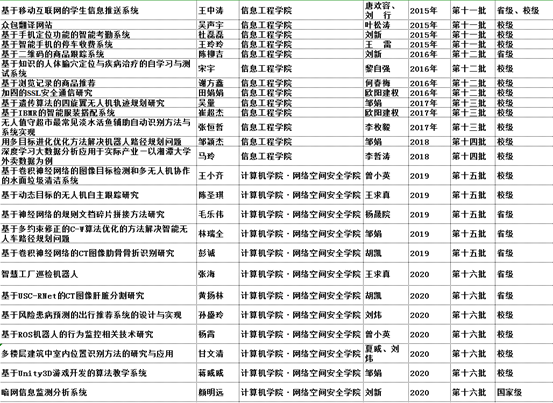 基于移动互联网的学生信息推送系统 王中涛 信息工程学院 唐欢容、刘 行 2015年 第十一批 省级、校级
众包翻译网站 吴声宇 信息工程学院 叶松涛 2015年 第十一批 校级
基于手机定位功能的智能考勤系统 杜磊磊 信息工程学院 刘新 2015年 第十一批 校级
基于智能手机的停车收费系统 王玲玲 信息工程学院 王 雷 2015年 第十一批 校级
基于二维码的商品跟踪系统 陈柳吉 信息工程学院 刘新 2016年 第十二批 省级
基于知识的人体腧穴定位与疾病治疗的自学习与测试系统 宋宇 信息工程学院 黎自强 2016年 第十二批 校级
基于浏览记录的商品推荐 谢方鑫 信息工程学院 何春梅 2016年 第十二批 校级
加固的SSL安全通信研究 田娟娟 信息工程学院 欧阳建权 2016年 第十二批 校级
基于遗传算法的四旋翼无人机轨迹规划研究 吴量 信息工程学院 邹娟 2017年 第十三批 校级
基于IBMR的智能服装搭配系统 崔超杰 信息工程学院 欧阳建权 2017年 第十三批 校级
无人值守超市最常见淡水活鱼辅助自动识别方法与系统实现 张恒哲 信息工程学院 李枚毅 2017年 第十三批 校级
用多目标进化优化方法解决机器人路径规划问题 邹颖杰 信息工程学院 邹娟 2018 第十四批 校级
深度学习大数据分析应用于实际产业－以湘潭大学外卖数据为例 马玲 信息工程学院 李哲涛 2018 第十四批 校级
基于卷积神经网络的图像目标检测和多无人机协作的水面垃圾清洁系统 王小乔 计算机学院·网络空间安全学院 曾小英 2019 第十五批 校级
基于动态目标的无人机自主跟踪研究 陈圣琪 计算机学院·网络空间安全学院 王求真 2019 第十五批 校级
基于神经网络的规则文档碎片拼接方法研究 毛乐伟 计算机学院·网络空间安全学院 杨晟院 2019 第十五批 省级
基于多约束修正的C-W算法优化的方法解决智能无人车路径规划问题 林瑞全 计算机学院·网络空间安全学院 邹娟 2019 第十五批 省级
基于卷积神经网络的CT图像肋骨骨折识别研究 彭诚 计算机学院·网络空间安全学院 胡凯 2019 第十五批 省级
智慧工厂巡检机器人 张海 计算机学院·网络空间安全学院 王求真 2020 第十六批 省级
基于USC-RNet的CT图像肝脏分割研究 黄扬林 计算机学院·网络空间安全学院 胡凯 2020 第十六批 省级
基于风险患病预测的出行推荐系统的设计与实现 孙盛玲 计算机学院·网络空间安全学院 刘炜 2020 第十六批 校级
基于ROS机器人的行为监控相关技术研究 杨霄 计算机学院·网络空间安全学院 曾小英 2020 第十六批 校级
多楼层建筑中室内位置识别方法的研究与应用 甘文清 计算机学院·网络空间安全学院 夏威、刘炜 2020 第十六批 校级
基于Unity3D游戏开发的算法教学系统 蒋威威 计算机学院·网络空间安全学院 邹娟 2020 第十六批 校级
暗网信息监测分析系统 颜明远 计算机学院·网络空间安全学院 刘新 2020 第十六批 国家级